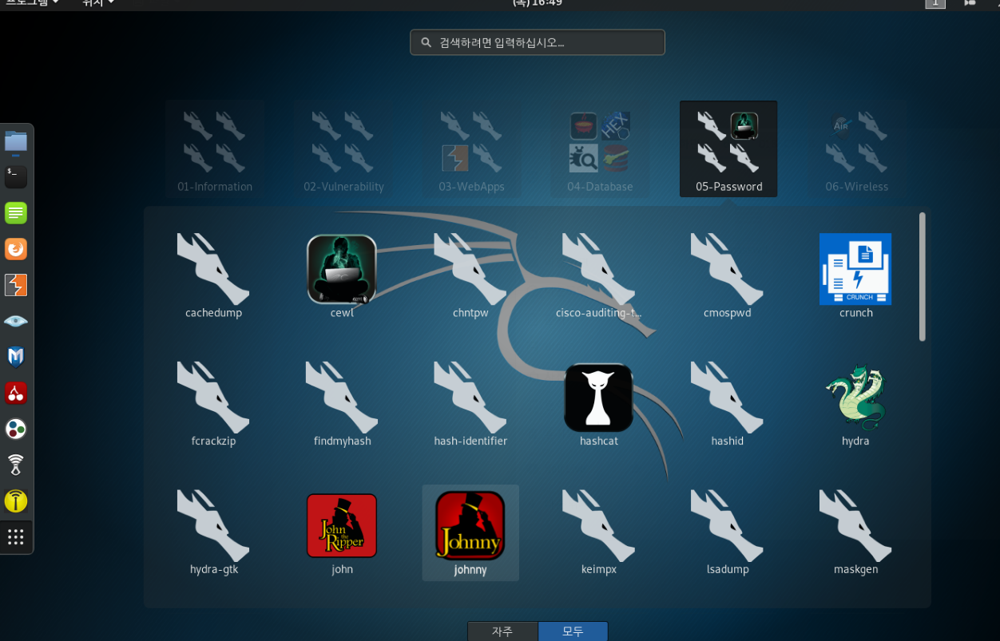 프로그램 위치 (목) 16:49 1
검색하려면 입력하십시오...
AIR HEX
01-Information 02-Vulnerability 03-WebApps 04-Database 05-Password 06-Wireless
CRUNCH
cachedump cewl chntpw cisco-auditing-t... cmospwd crunch
fcrackzip findmyhash hash-identifier hashcat hashid hydra
John the Ripper Johnny
hydra-gtk john johnny keimpx lsadump maskgen
자주 모두